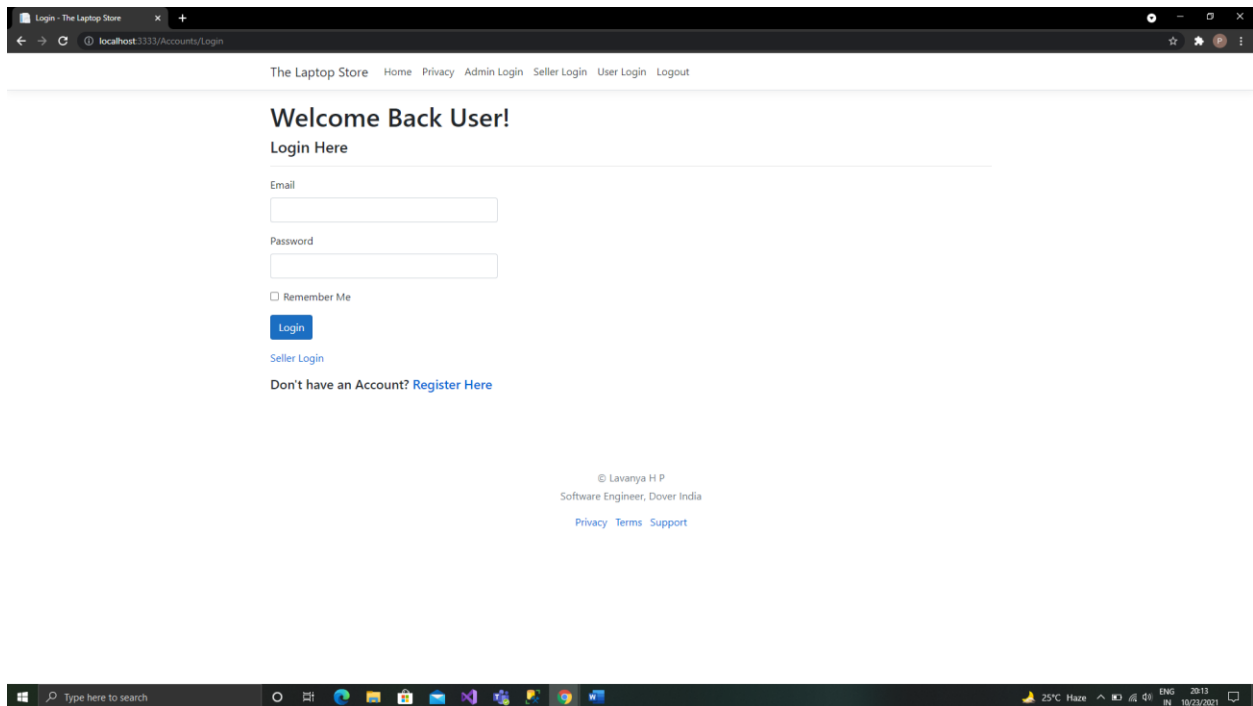 Login - The Laptop Store
localhost:3333/Accounts/Login
P
The Laptop Store Home Privacy Admin Login Seller Login User Login Logout
Welcome Back User!
Login Here
Email
Password
Remember Me
Login
Seller Login
Don't have an Account? Register Here
© Lavanya H P
Software Engineer, Dover India
Privacy Terms Support
Type here to search
25°C Haze
ENG
IN
20:13
10/23/2021